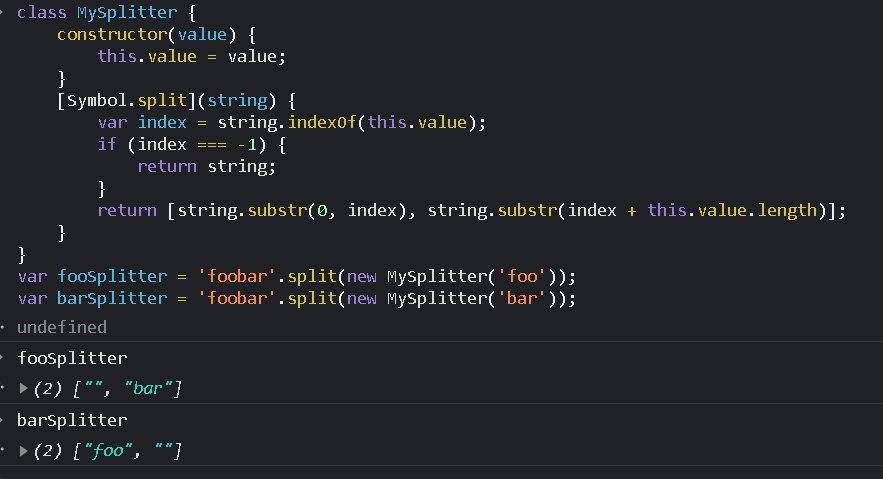 class MySplitter {
    constructor(value) {
        this.value = value;
    }
    [Symbol.split](string) {
        var index = string.indexOf(this.value);
        if (index === -1) {
            return string;
        }
        return [string.substr(0, index), string.substr(index + this.value.length)];
    }
}
var fooSplitter = 'foobar'.split(new MySplitter('foo'));
var barSplitter = 'foobar'.split(new MySplitter('bar'));
undefined
fooSplitter
(2) ["", "bar"]
barSplitter
(2) ["foo", ""]